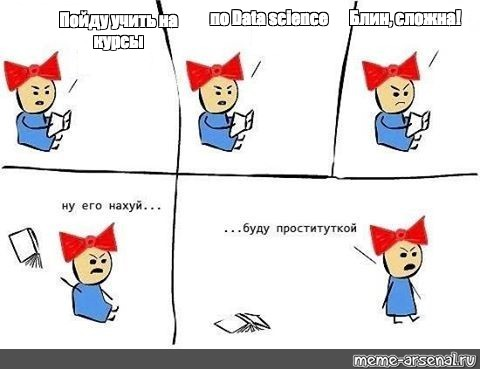 Пойду учить на
курсы
по Data science
Блин, сложна!
ну его нахуй...
...буду проституткой
meme-arsenal.ru